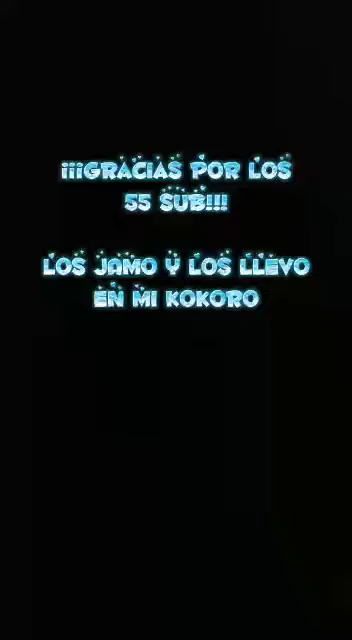 ¡¡¡GRACIAS POR LOS
55 SUB!!!
LOS JAMO Y LOS LLEVO
EN MI KOKORO